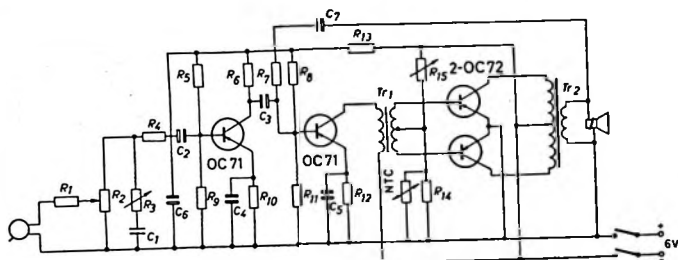 C7
R13
R5
R6
R7
R8
R15
2-OC72
Tr1
Tr2
R4
C2
C3
OC71
OC71
R1
R2
R3
C6
R9
C4
R10
R11
C5
R12
NTC
R14
C1
+
6V